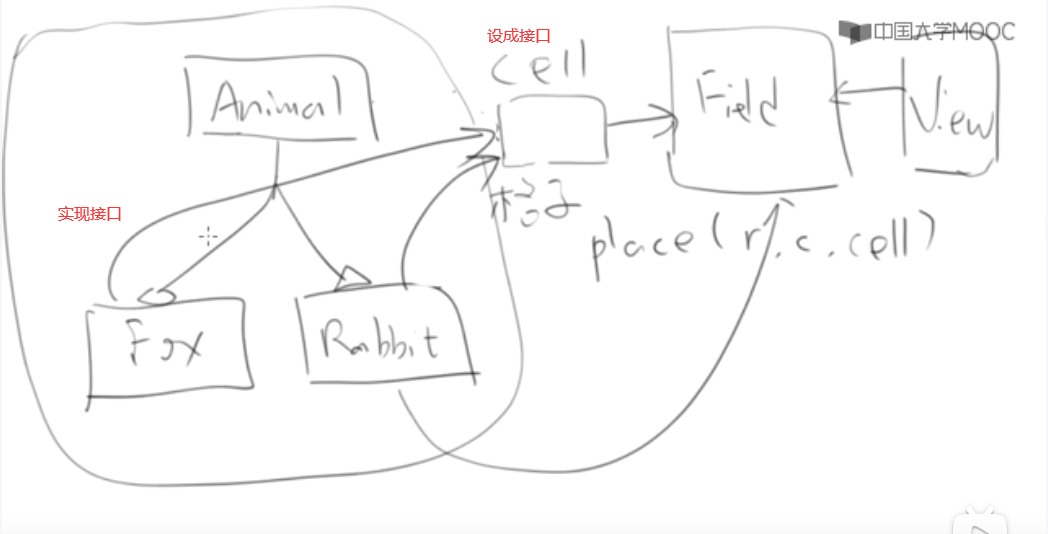 设成接口
中国大学MOOC
cell
Animal
Field
View
格子
实现接口
place(r,c,cell)
Fox
Rabbit